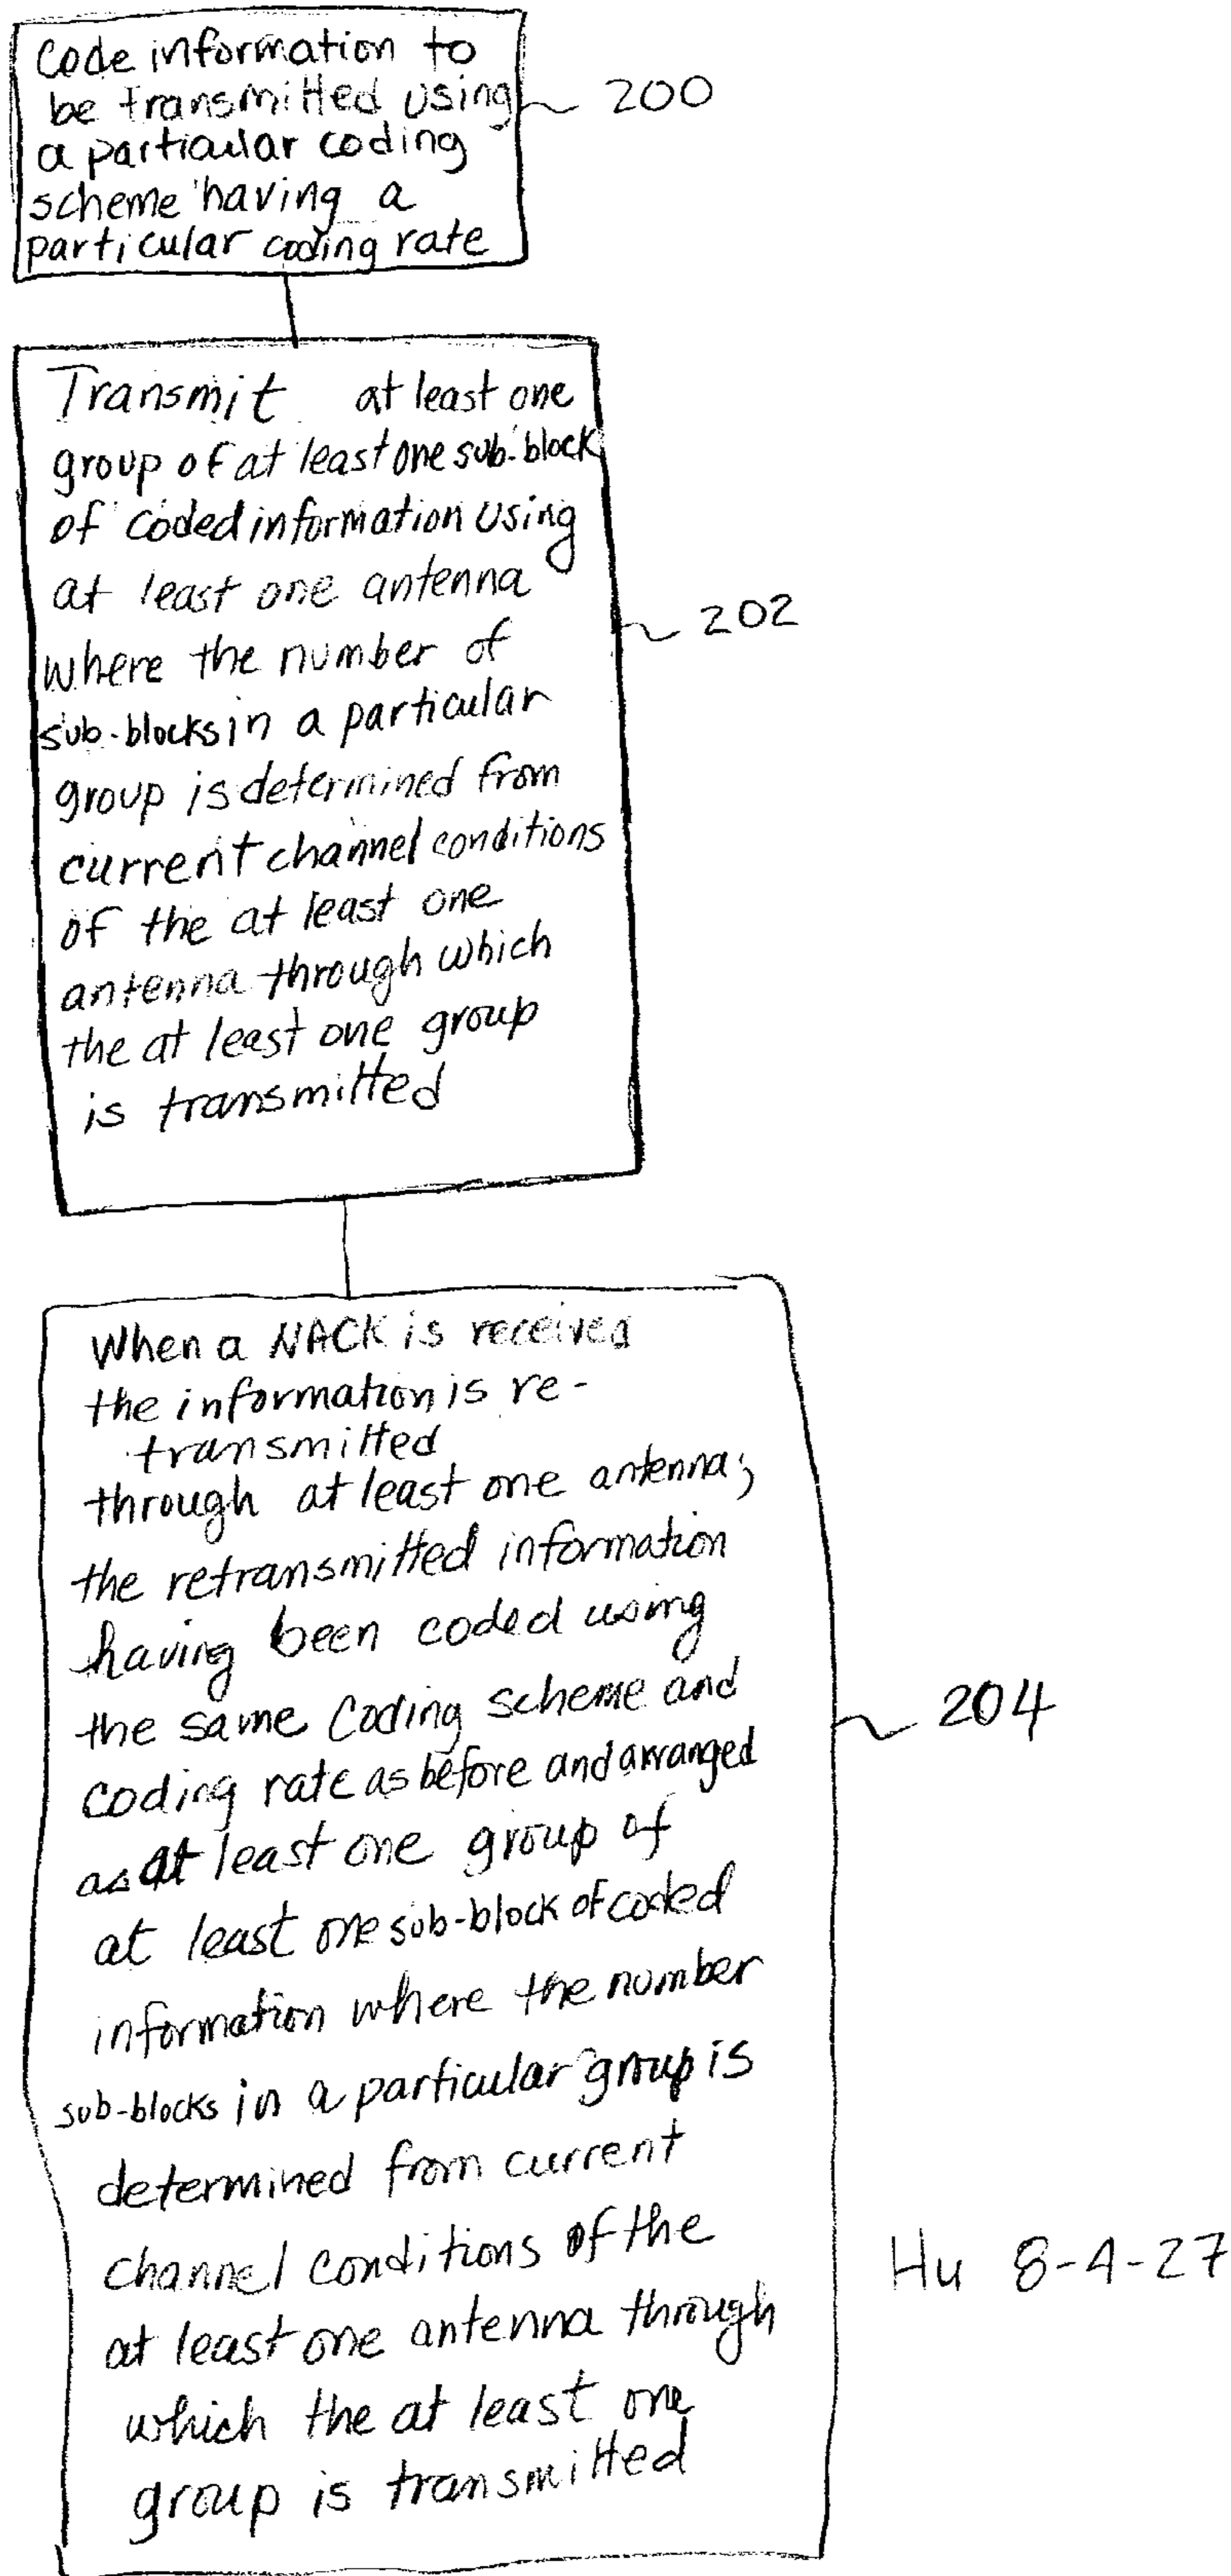 Code information to
be transmitted using
a particular coding
scheme having a
particular coding rate
200
Transmit at least one
group of at least one sub-block
of coded information using
at least one antenna
where the number of
sub-blocks in a particular
group is determined from
current channel conditions
of the at least one
antenna through which
the at least one group
is transmitted
202
When a NACK is received
the information is re-
transmitted
through at least one antenna;
the retransmitted information
having been coded using
the same coding scheme and
coding rate as before and arranged
as at least one group of
at least one sub-block of coded
information where the number
sub-blocks in a particular group is
determined from current
channel conditions of the
at least one antenna through
which the at least one
group is transmitted
204
Hu 8-4-27